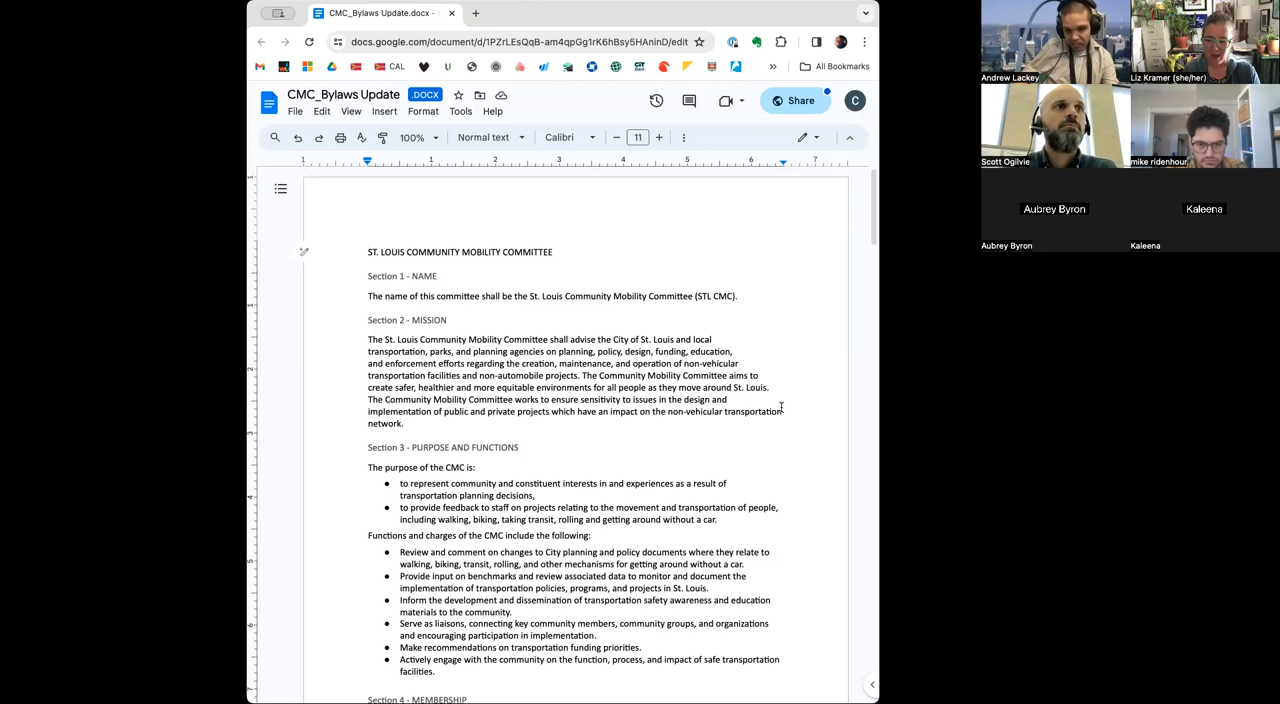 CMC_Bylaws Update.docx -
docs.google.com/document/d/1PZrLEsQqB-am4qpGg1rK6hBsy5HAninD/edit
CAL
All Bookmarks
CMC_Bylaws Update
.DOCX
File Edit View Insert Format Tools Help
Share
C
100% Normal text Calibri 11
1 1 2 3 4 5 6 7
ST. LOUIS COMMUNITY MOBILITY COMMITTEE
Section 1 - NAME
The name of this committee shall be the St. Louis Community Mobility Committee (STL CMC).
Section 2 - MISSION
The St. Louis Community Mobility Committee shall advise the City of St. Louis and local
transportation, parks, and planning agencies on planning, policy, design, funding, education,
and enforcement efforts regarding the creation, maintenance, and operation of non-vehicular
transportation facilities and non-automobile projects. The Community Mobility Committee aims to
create safer, healthier and more equitable environments for all people as they move around St. Louis.
The Community Mobility Committee works to ensure sensitivity to issues in the design and
implementation of public and private projects which have an impact on the non-vehicular transportation
network.
Section 3 - PURPOSE AND FUNCTIONS
The purpose of the CMC is:
● to represent community and constituent interests in and experiences as a result of
transportation planning decisions,
● to provide feedback to staff on projects relating to the movement and transportation of people,
including walking, biking, taking transit, rolling and getting around without a car.
Functions and charges of the CMC include the following:
● Review and comment on changes to City planning and policy documents where they relate to
walking, biking, transit, rolling, and other mechanisms for getting around without a car.
● Provide input on benchmarks and review associated data to monitor and document the
implementation of transportation policies, programs, and projects in St. Louis.
● Inform the development and dissemination of transportation safety awareness and education
materials to the community.
● Serve as liaisons, connecting key community members, community groups, and organizations
and encouraging participation in implementation.
● Make recommendations on transportation funding priorities.
● Actively engage with the community on the function, process, and impact of safe transportation
facilities.
Section 4 - MEMBERSHIP
Andrew Lackey
Liz Kramer (she/her)
Scott Ogilvie
mike ridenhour
Aubrey Byron
Kaleena
Aubrey Byron
Kaleena